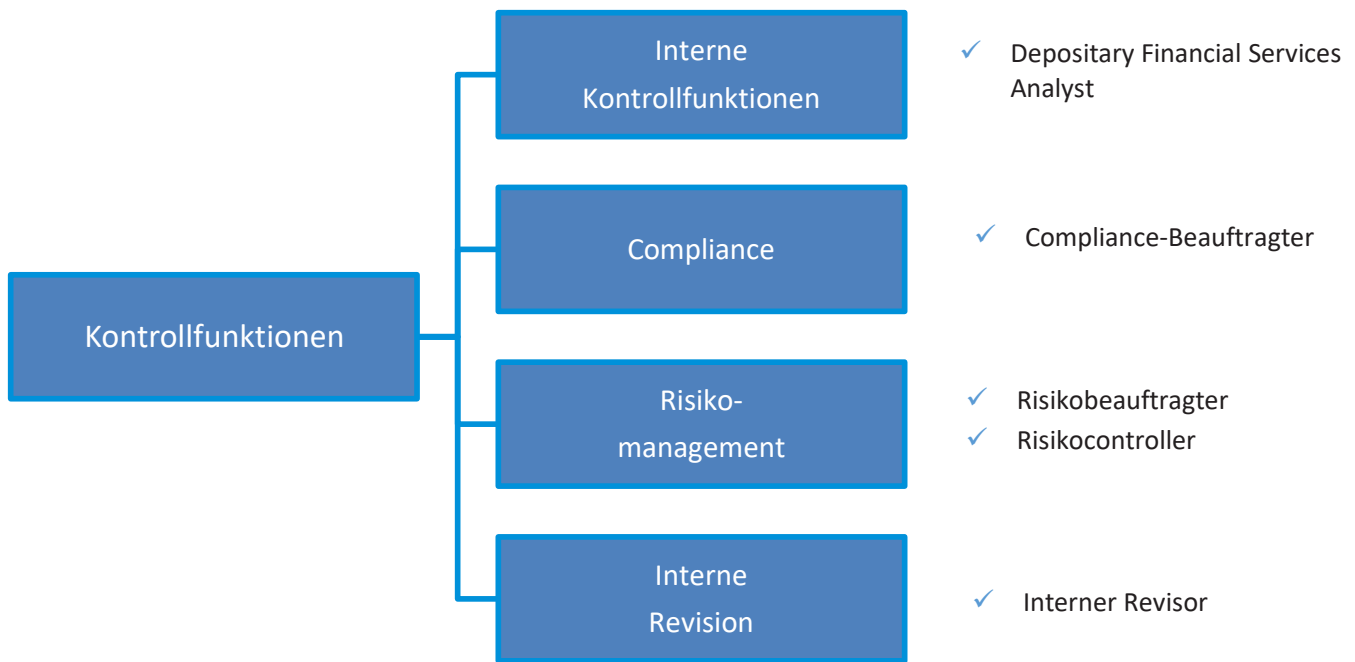 Interne
Kontrollfunktionen
✓ Depositary Financial Services
Analyst
Compliance
✓ Compliance-Beauftragter
Kontrollfunktionen
Risiko-
management
✓ Risikobeauftragter
✓ Risikocontroller
Interne
Revision
✓ Interner Revisor